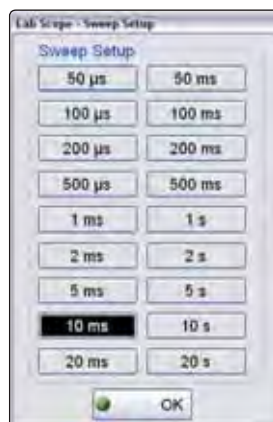 Lab Scope - Sweep Setup
Sweep Setup
50 µs 50 ms
100 µs 100 ms
200 µs 200 ms
500 µs 500 ms
1 ms 1 s
2 ms 2 s
5 ms 5 s
10 ms 10 s
20 ms 20 s
OK